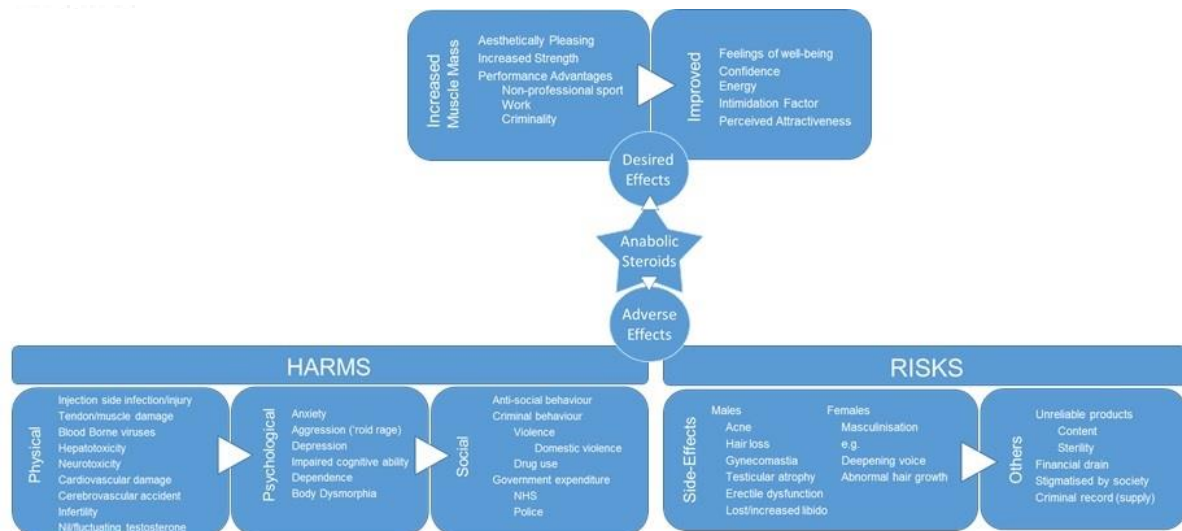 Increased
Muscle Mass
Aesthetically Pleasing
Increased Strength
Performance Advantages
Non-professional sport
Work
Criminality
Improved
Feelings of well-being
Confidence
Energy
Intimidation Factor
Perceived Attractiveness
Desired
Effects
Anabolic
Steroids
Adverse
Effects
HARMS
Physical
Injection side infection/injury
Tendon/muscle damage
Blood Borne viruses
Hepatotoxicity
Neurotoxicity
Cardiovascular damage
Cerebrovascular accident
Infertility
Nil/fluctuating testosterone
Psychological
Anxiety
Aggression ('roid rage)
Depression
Impaired cognitive ability
Dependence
Body Dysmorphia
Social
Anti-social behaviour
Criminal behaviour
Violence
Domestic violence
Drug use
Government expenditure
NHS
Police
RISKS
Side-Effects
Males
Acne
Hair loss
Gynecomastia
Testicular atrophy
Erectile dysfunction
Lost/increased libido
Females
Masculinisation
e.g.
Deepening voice
Abnormal hair growth
Others
Unreliable products
Content
Sterility
Financial drain
Stigmatised by society
Criminal record (supply)